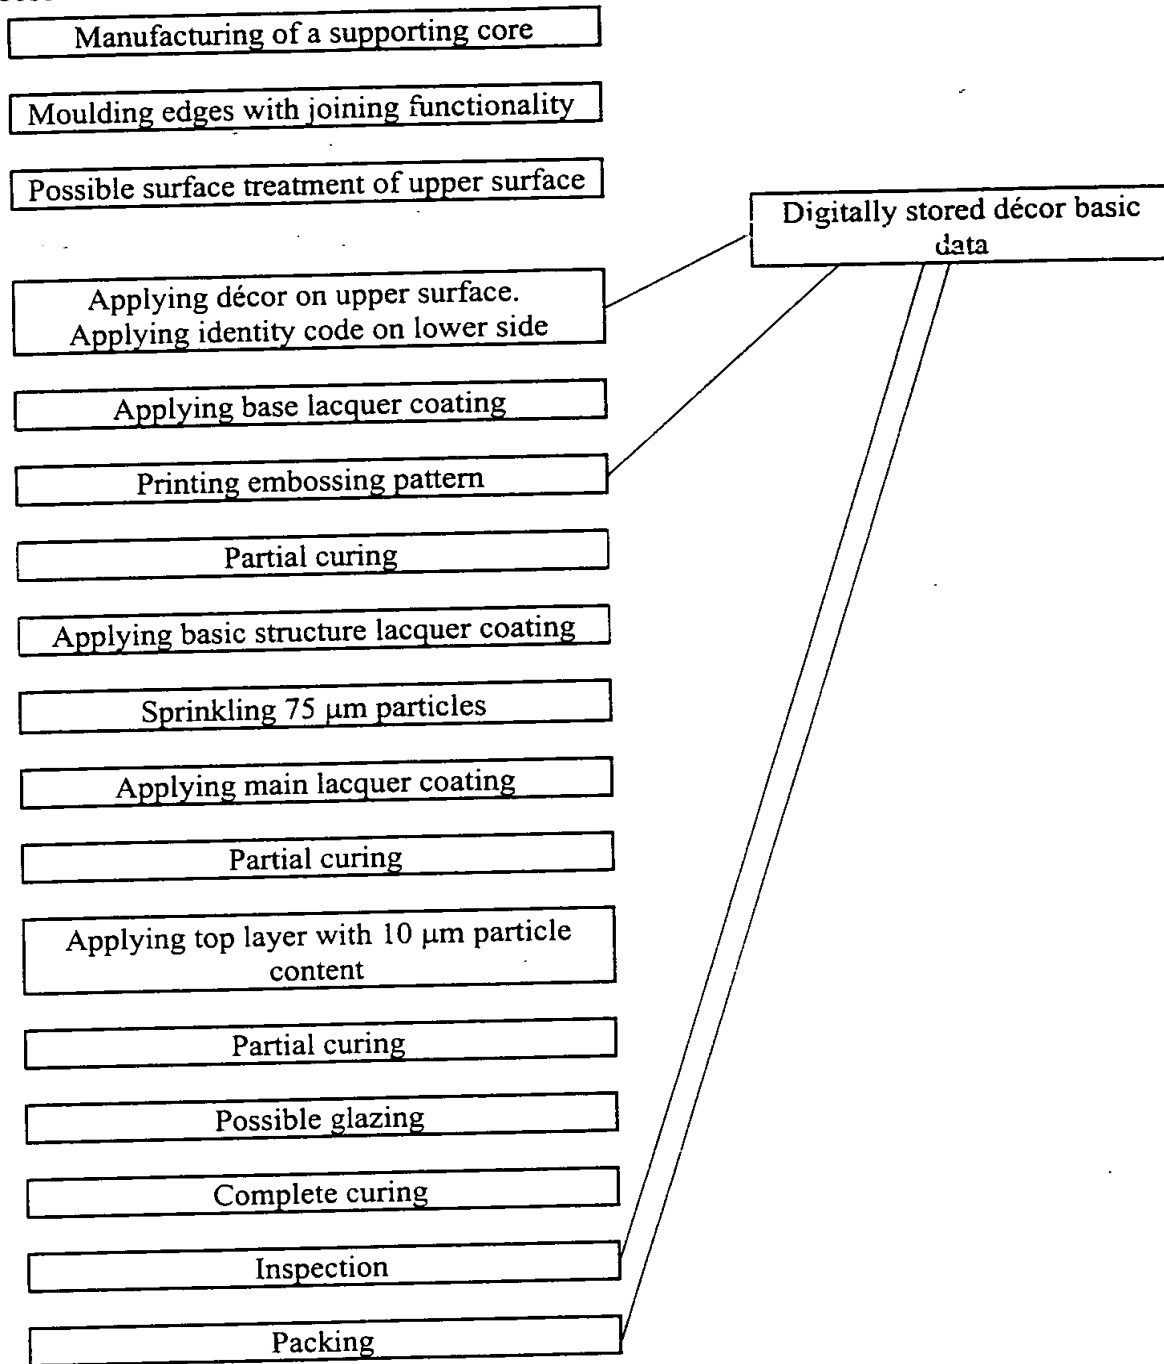 Manufacturing of a supporting core
Moulding edges with joining functionality
Possible surface treatment of upper surface
Digitally stored décor basic
data
Applying décor on upper surface.
Applying identity code on lower side
Applying base lacquer coating
Printing embossing pattern
Partial curing
Applying basic structure lacquer coating
Sprinkling 75 µm particles
Applying main lacquer coating
Partial curing
Applying top layer with 10 µm particle
content
Partial curing
Possible glazing
Complete curing
Inspection
Packing